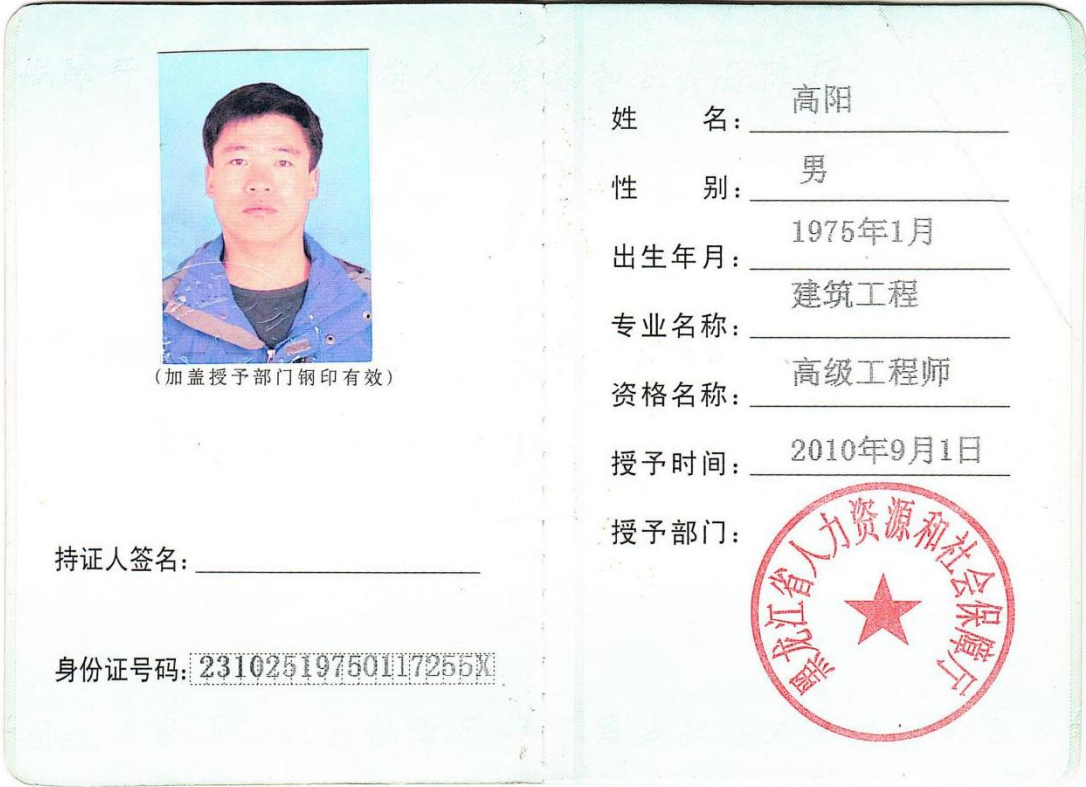 (加盖授予部门钢印有效)
持证人签名:
身份证号码:23102519750117255X
姓 名:高阳
性 别:男
出生年月:1975年1月
专业名称:建筑工程
资格名称:高级工程师
授予时间:2010年9月1日
授予部门:
黑龙江省人力资源和社会保障厅